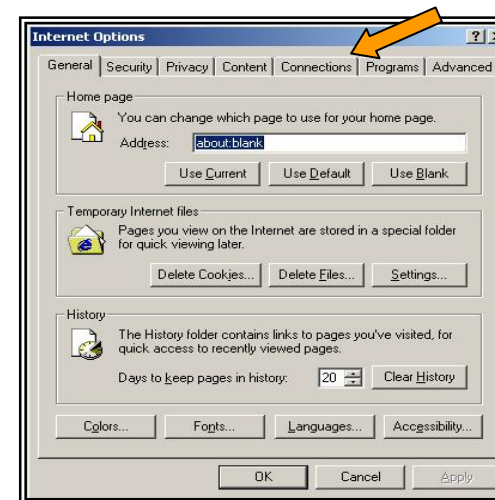 Internet Options
General Security Privacy Content Connections Programs Advanced
Home page
You can change which page to use for your home page.
Address: about:blank
Use Current Use Default Use Blank
Temporary Internet files
Pages you view on the Internet are stored in a special folder
for quick viewing later.
Delete Cookies... Delete Files... Settings...
History
The History folder contains links to pages you've visited, for
quick access to recently viewed pages.
Days to keep pages in history: 20 Clear History
Colors... Fonts... Languages... Accessibility...
OK Cancel Apply